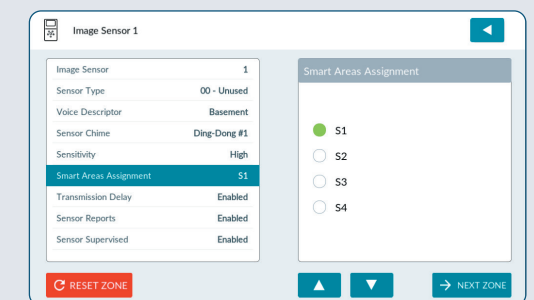 Image Sensor 1
Image Sensor 1
Sensor Type 00 - Unused
Voice Descriptor Basement
Sensor Chime Ding-Dong #1
Sensitivity High
Smart Areas Assignment S1
Transmission Delay Enabled
Sensor Reports Enabled
Sensor Supervised Enabled
Smart Areas Assignment
S1
S2
S3
S4
RESET ZONE
NEXT ZONE